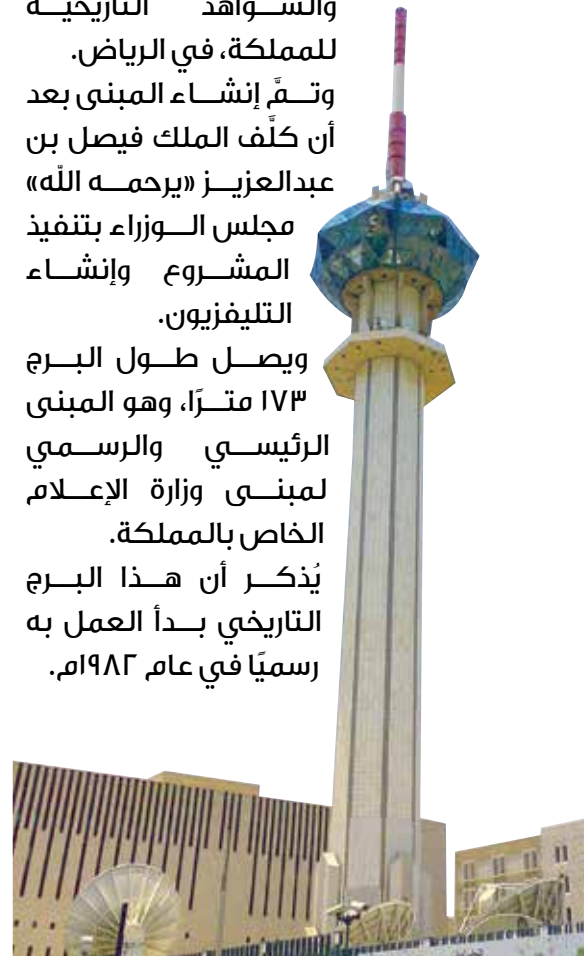 والشواهد التاريخية
للمملكة، في الرياض.
وتمَّ إنشاء المبنى بعد
أن كلَّف الملك فيصل بن
عبدالعزيز «يرحمه الله»
مجلس الوزراء بتنفيذ
المشروع وإنشاء
التليفزيون.
ويصل طول البرج
١٧٣ مترًا، وهو المبنى
الرئيسي والرسمي
لمبنى وزارة الإعلام
الخاص بالمملكة.
يُذكر أن هذا البرج
التاريخي بدأ العمل به
رسميًا في عام ١٩٨٢م.